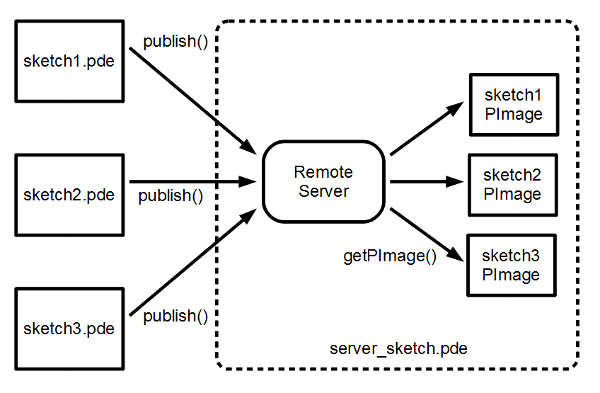 publish()
sketch1.pde
sketch1
PImage
Remote
Server
sketch2.pde
publish()
sketch2
PImage
getPImage()
sketch3
PImage
publish()
sketch3.pde
server_sketch.pde